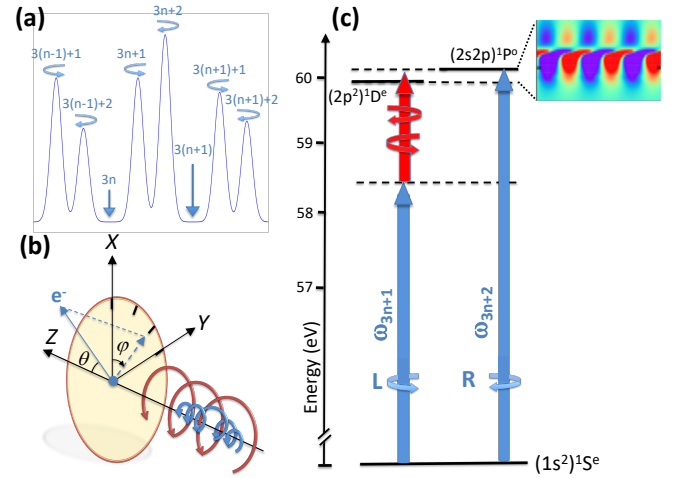 (a)
3n+2
3(n-1)+1
3n+1
3(n+1)+1
3(n-1)+2
3(n+1)+2
3n
3(n+1)
(b)
X
e-
Y
Z
φ
θ
(c)
(2s2p)¹Pᵒ
60
(2p²)¹Dᵉ
59
58
57
Energy (eV)
ω3n+1
ω3n+2
L
R
(1s²)¹Sᵉ